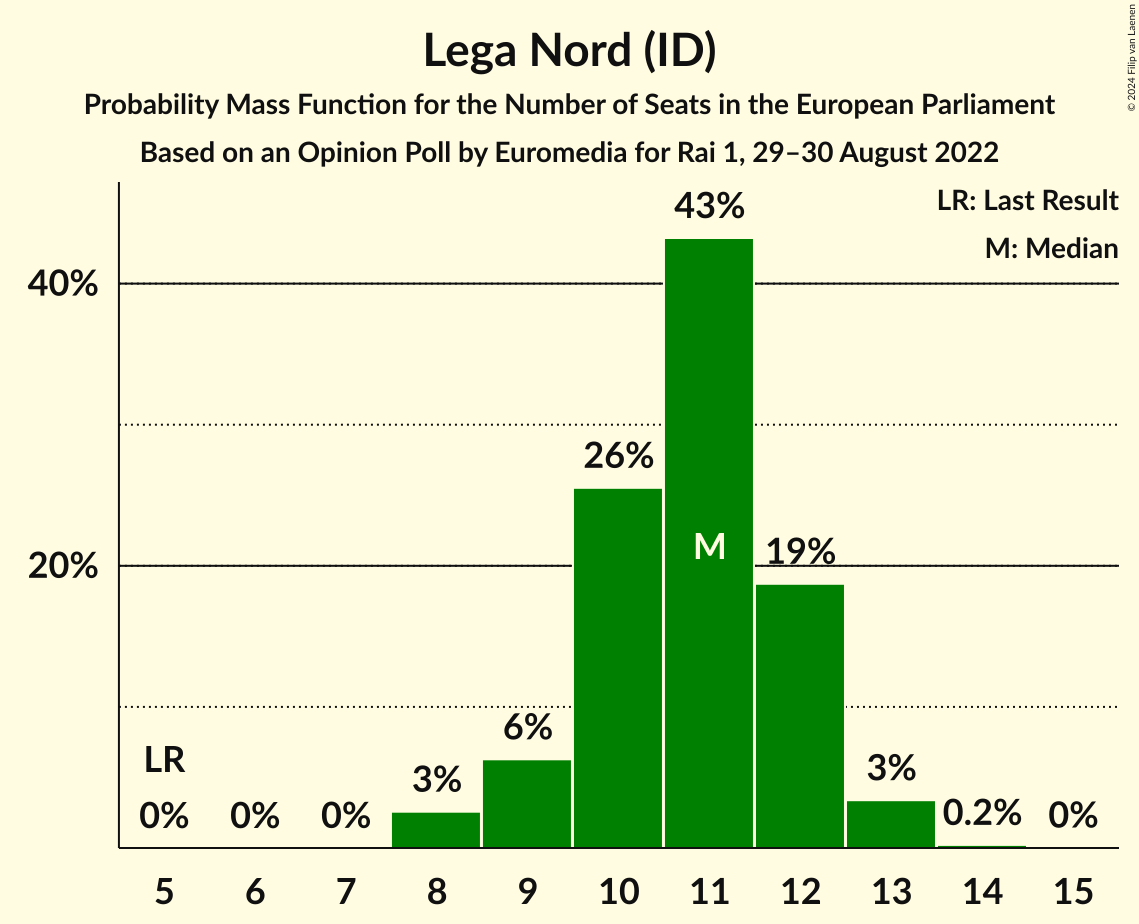 Lega Nord (ID)
Probability Mass Function for the Number of Seats in the European Parliament
Based on an Opinion Poll by Euromedia for Rai 1, 29–30 August 2022
© 2024 Filip van Laenen
LR: Last Result
M: Median
43%
40%
26%
M
19%
20%
6%
LR
3%
3%
0%
0%
0%
0.2%
0%
5 6 7 8 9 10 11 12 13 14 15